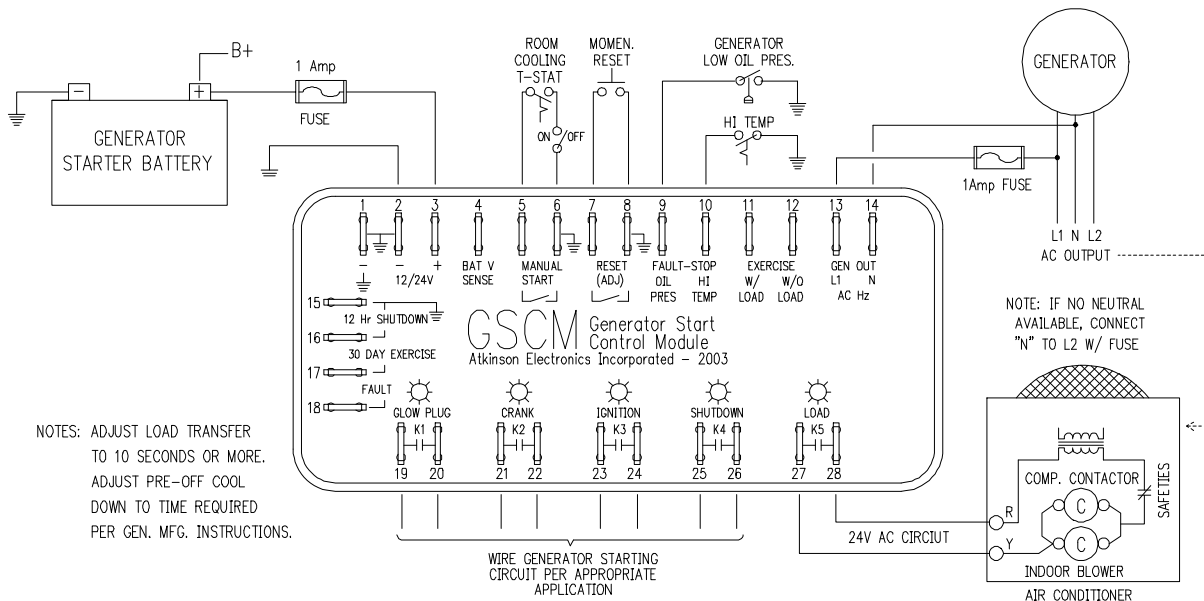 B+
1 Amp
FUSE
− +
GENERATOR
STARTER BATTERY
ROOM
COOLING
T-STAT
ON/OFF
MOMEN.
RESET
GENERATOR
LOW OIL PRES.
HI TEMP
GENERATOR
1Amp FUSE
L1 N L2
AC OUTPUT
1 2 3 4 5 6 7 8 9 10 11 12 13 14
− − +
12/24V
BAT V
SENSE
MANUAL
START
RESET
(ADJ)
FAULT-STOP
OIL
PRES
HI
TEMP
EXERCISE
W/
LOAD
W/O
LOAD
GEN OUT
L1 N
AC Hz
15
12 Hr SHUTDOWN
16
30 DAY EXERCISE
17
FAULT
18
GSCM Generator Start
Control Module
Atkinson Electronics Incorporated - 2003
GLOW PLUG
K1
CRANK
K2
IGNITION
K3
SHUTDOWN
K4
LOAD
K5
19 20 21 22 23 24 25 26 27 28
NOTE: IF NO NEUTRAL
AVAILABLE, CONNECT
"N" TO L2 W/ FUSE
NOTES: ADJUST LOAD TRANSFER
TO 10 SECONDS OR MORE.
ADJUST PRE-OFF COOL
DOWN TO TIME REQUIRED
PER GEN. MFG. INSTRUCTIONS.
WIRE GENERATOR STARTING
CIRCUIT PER APPROPRIATE
APPLICATION
24V AC CIRCIUT
R
Y
COMP. CONTACTOR
C
C
SAFETIES
INDOOR BLOWER
AIR CONDITIONER